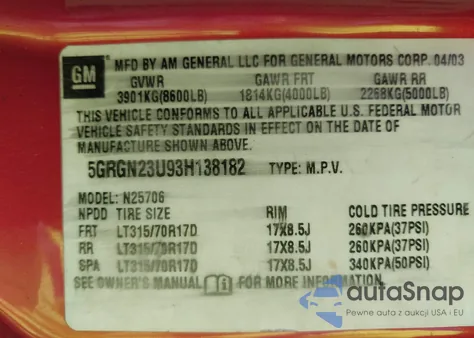 GM
MFD BY AM GENERAL LLC FOR GENERAL MOTORS CORP. 04/03
GVWR GAWR FRT GAWR RR
3901KG(8600LB) 1814KG(4000LB) 2268KG(5000LB)
THIS VEHICLE CONFORMS TO ALL APPLICABLE U.S. FEDERAL MOTOR
VEHICLE SAFETY STANDARDS IN EFFECT ON THE DATE OF
MANUFACTURE SHOWN ABOVE.
5GRGN23U93H138182 TYPE: M.P.V.
MODEL: N25706
NPDD TIRE SIZE RIM COLD TIRE PRESSURE
FRT LT315/70R17D 17X8.5J 260KPA(37PSI)
RR LT315/70R17D 17X8.5J 260KPA(37PSI)
SPA LT315/70R17D 17X8.5J 340KPA(50PSI)
SEE OWNER'S MANUAL FOR MORE INFORMATION.
autoSnap
Pewne auta z aukcji USA i EU